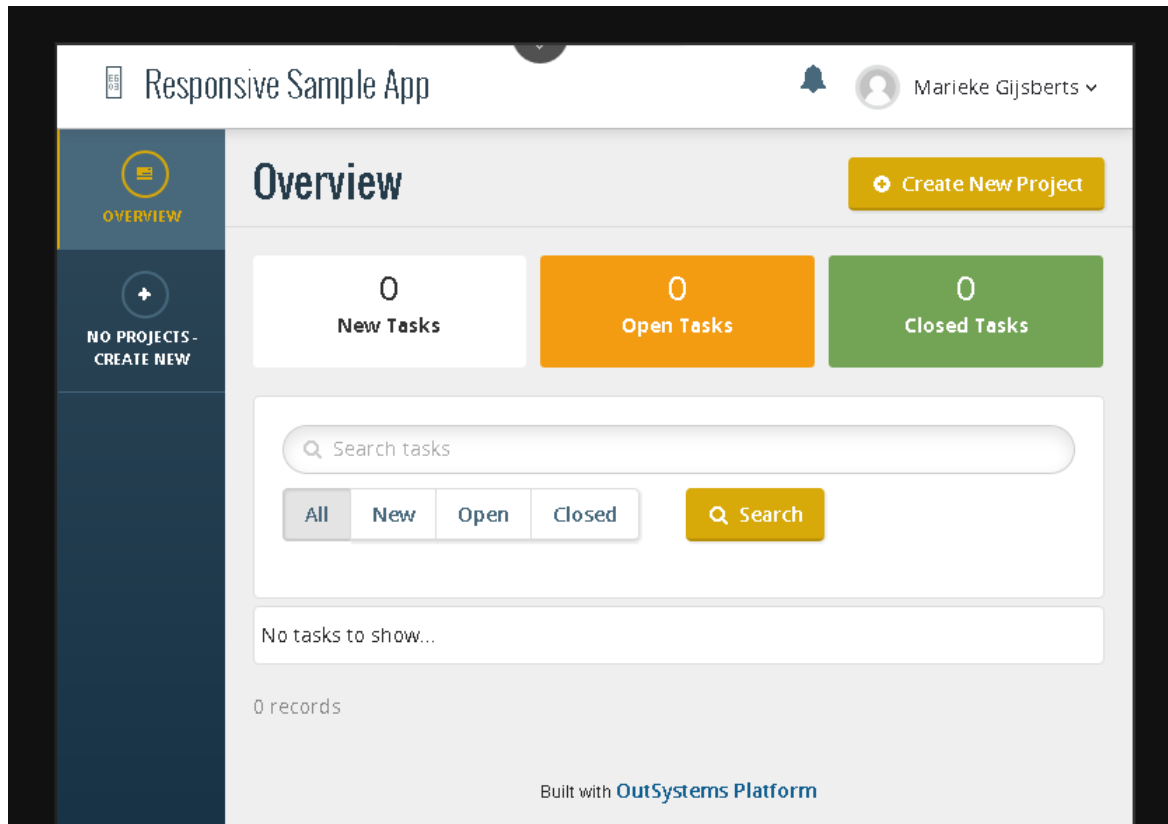 E6
03
Responsive Sample App
Marieke Gijsberts
OVERVIEW
NO PROJECTS -
CREATE NEW
Overview
Create New Project
0
New Tasks
0
Open Tasks
0
Closed Tasks
Search tasks
All New Open Closed Search
No tasks to show...
0 records
Built with OutSystems Platform